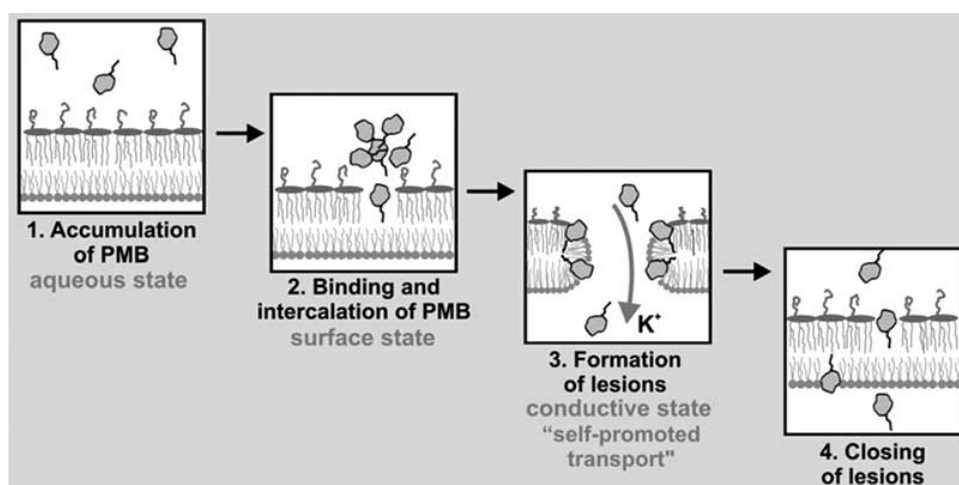 1. Accumulation
of PMB
aqueous state
2. Binding and
intercalation of PMB
surface state
K⁺
3. Formation
of lesions
conductive state
“self-promoted
transport"
4. Closing
of lesions